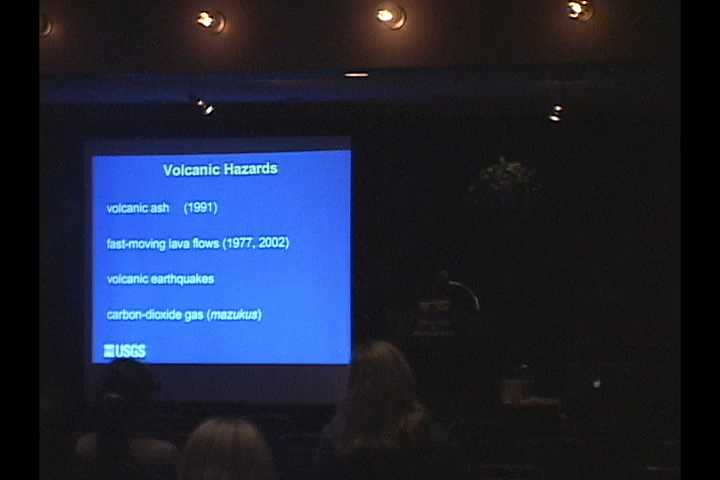 Volcanic Hazards
volcanic ash (1991)
fast-moving lava flows (1977, 2002)
volcanic earthquakes
carbon-dioxide gas (mazukus)
USGS